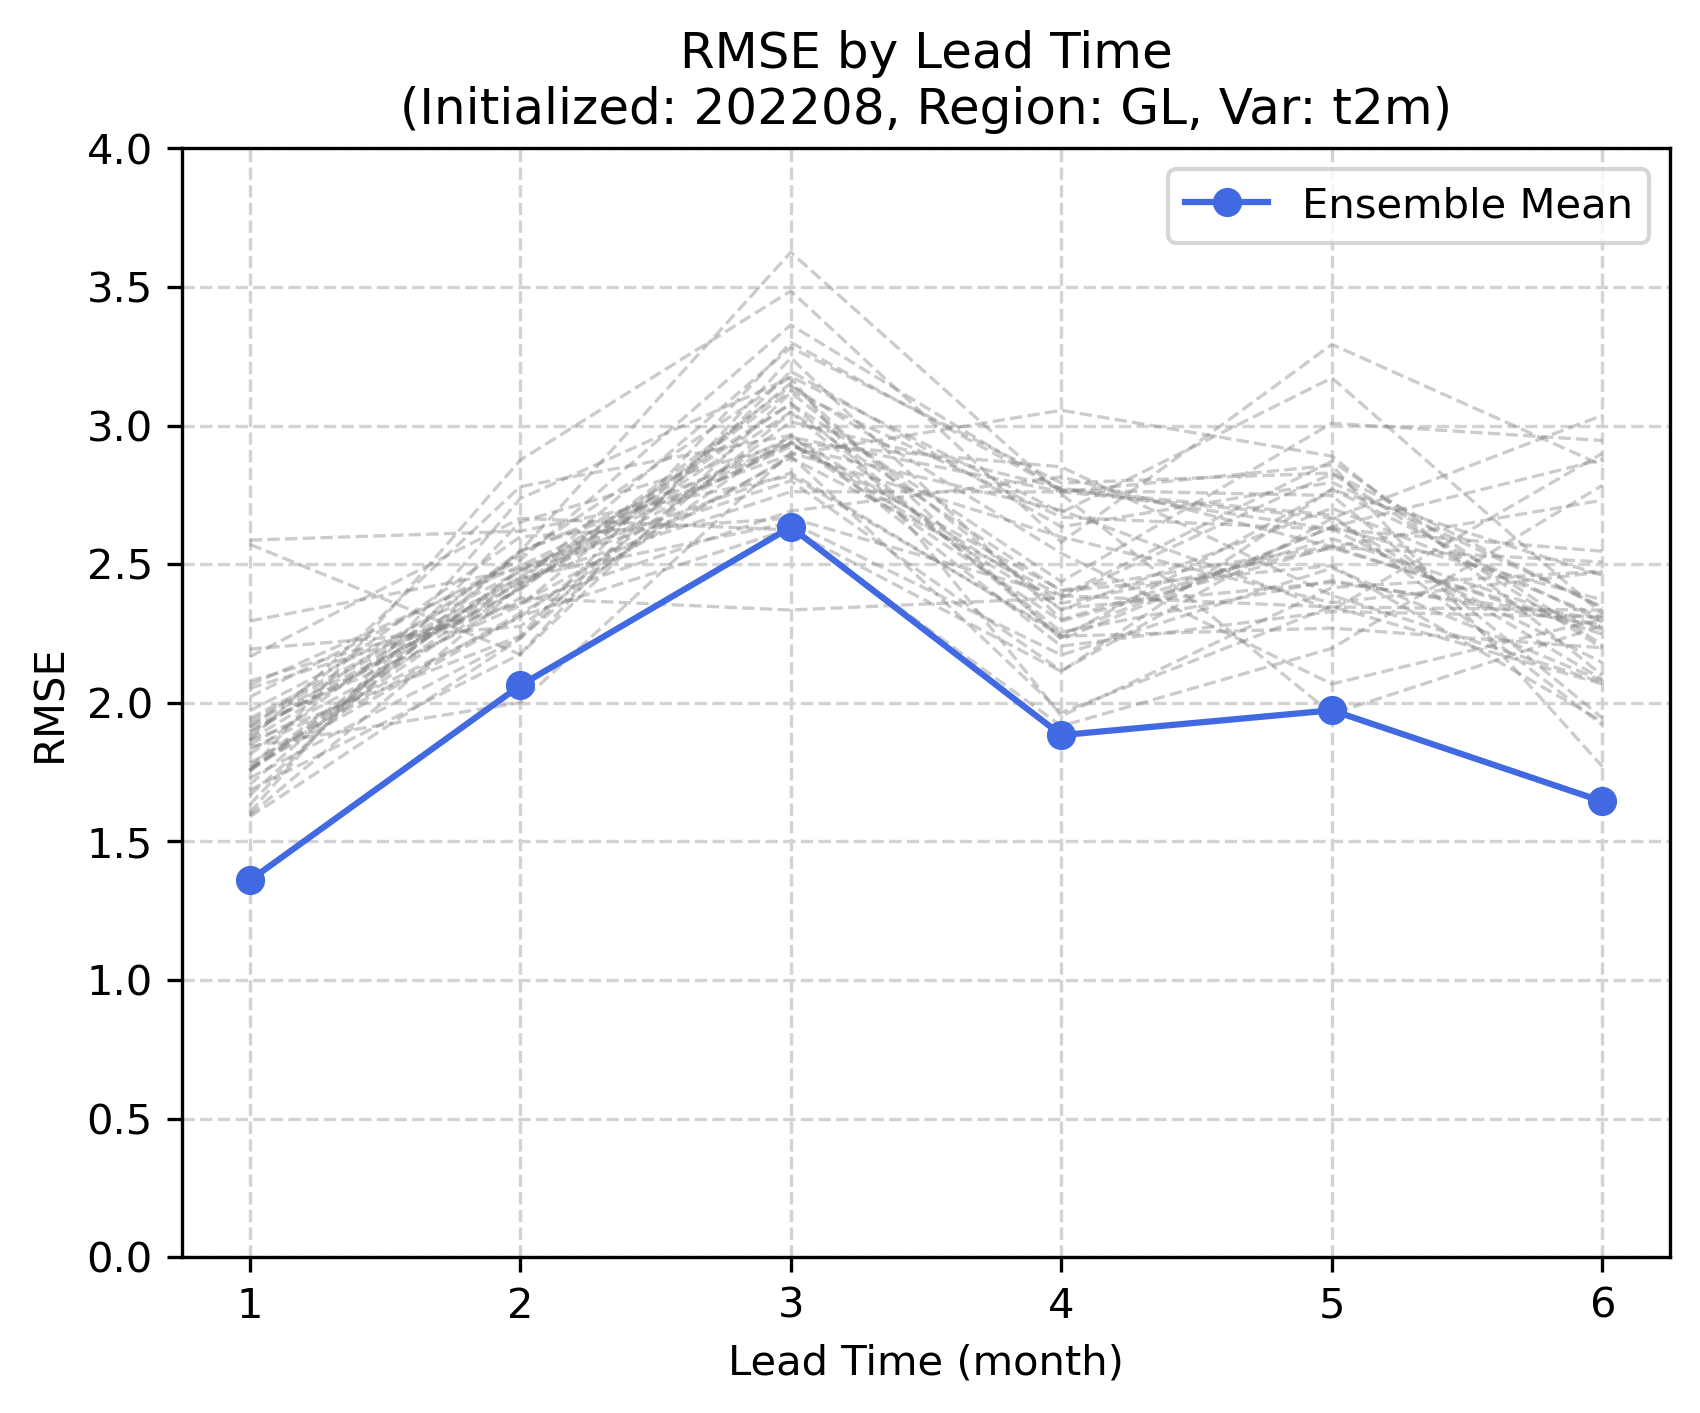 RMSE by Lead Time
(Initialized: 202208, Region: GL, Var: t2m)
Ensemble Mean
4.0
3.5
3.0
2.5
2.0
1.5
1.0
0.5
0.0
RMSE
1 2 3 4 5 6
Lead Time (month)